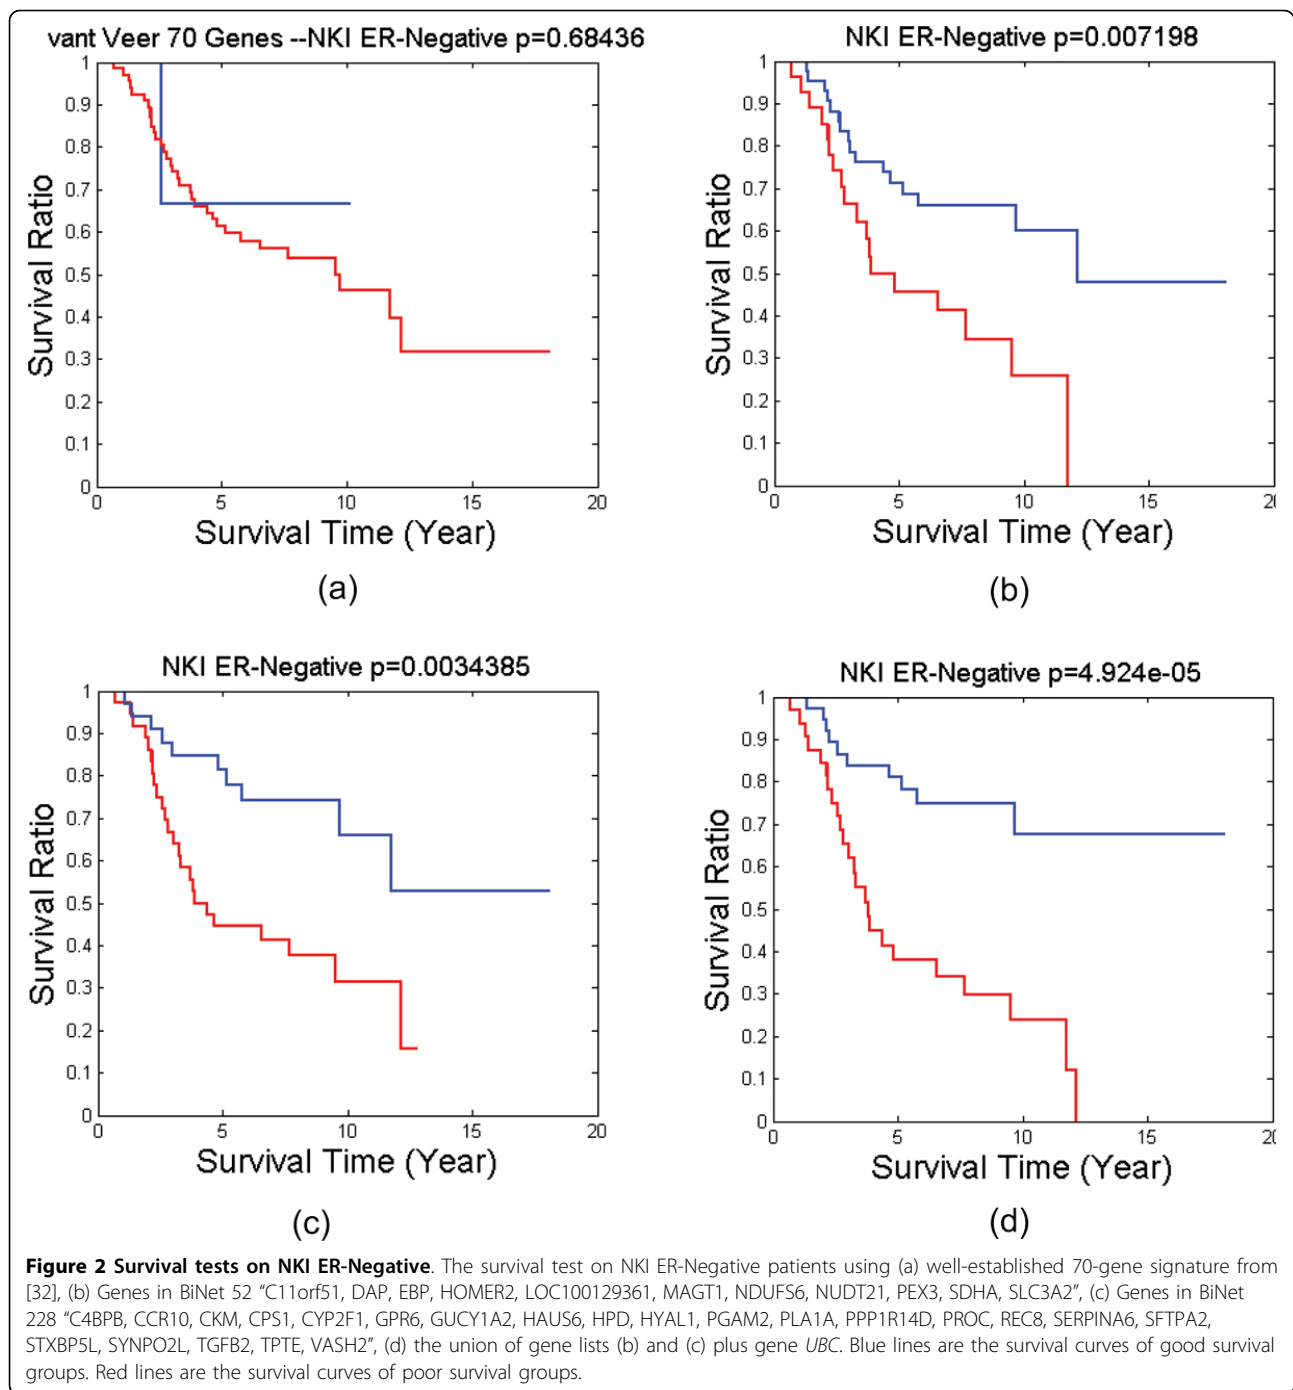 vant Veer 70 Genes --NKI ER-Negative p=0.68436
1
0.9
0.8
0.7
0.6
0.5
0.4
0.3
0.2
0.1
0
Survival Ratio
0 5 10 15 20
Survival Time (Year)
(a)
NKI ER-Negative p=0.007198
1
0.9
0.8
0.7
0.6
0.5
0.4
0.3
0.2
0.1
0
Survival Ratio
0 5 10 15 20
Survival Time (Year)
(b)
NKI ER-Negative p=0.0034385
1
0.9
0.8
0.7
0.6
0.5
0.4
0.3
0.2
0.1
0
Survival Ratio
0 5 10 15 20
Survival Time (Year)
(c)
NKI ER-Negative p=4.924e-05
1
0.9
0.8
0.7
0.6
0.5
0.4
0.3
0.2
0.1
0
Survival Ratio
0 5 10 15 20
Survival Time (Year)
(d)
Figure 2 Survival tests on NKI ER-Negative. The survival test on NKI ER-Negative patients using (a) well-established 70-gene signature from
[32], (b) Genes in BiNet 52 “C11orf51, DAP, EBP, HOMER2, LOC100129361, MAGT1, NDUFS6, NUDT21, PEX3, SDHA, SLC3A2”, (c) Genes in BiNet
228 “C4BPB, CCR10, CKM, CPS1, CYP2F1, GPR6, GUCY1A2, HAUS6, HPD, HYAL1, PGAM2, PLA1A, PPP1R14D, PROC, REC8, SERPINA6, SFTPA2,
STXBP5L, SYNPO2L, TGFB2, TPTE, VASH2”, (d) the union of gene lists (b) and (c) plus gene UBC. Blue lines are the survival curves of good survival
groups. Red lines are the survival curves of poor survival groups.